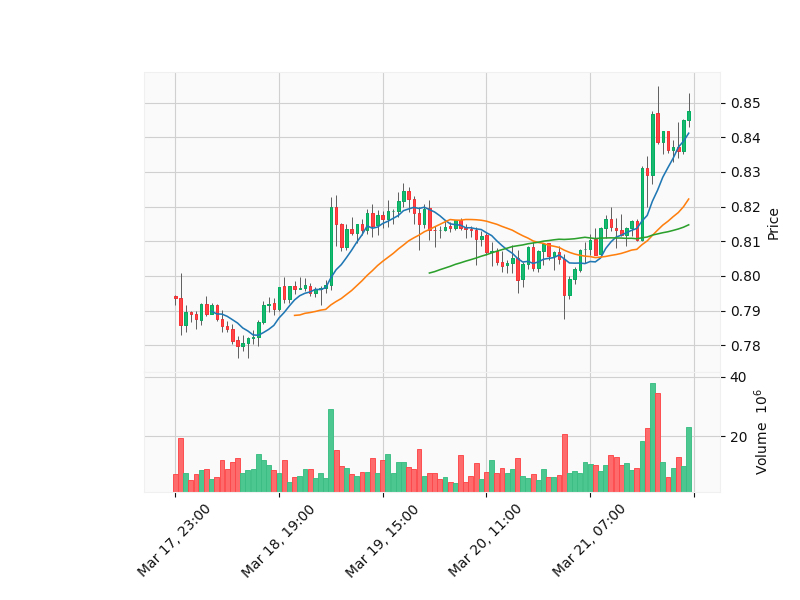 0.85
0.84
0.83
0.82
0.81
0.80
0.79
0.78
Price
40
20
Volume 10⁶
Mar 17, 23:00
Mar 18, 19:00
Mar 19, 15:00
Mar 20, 11:00
Mar 21, 07:00